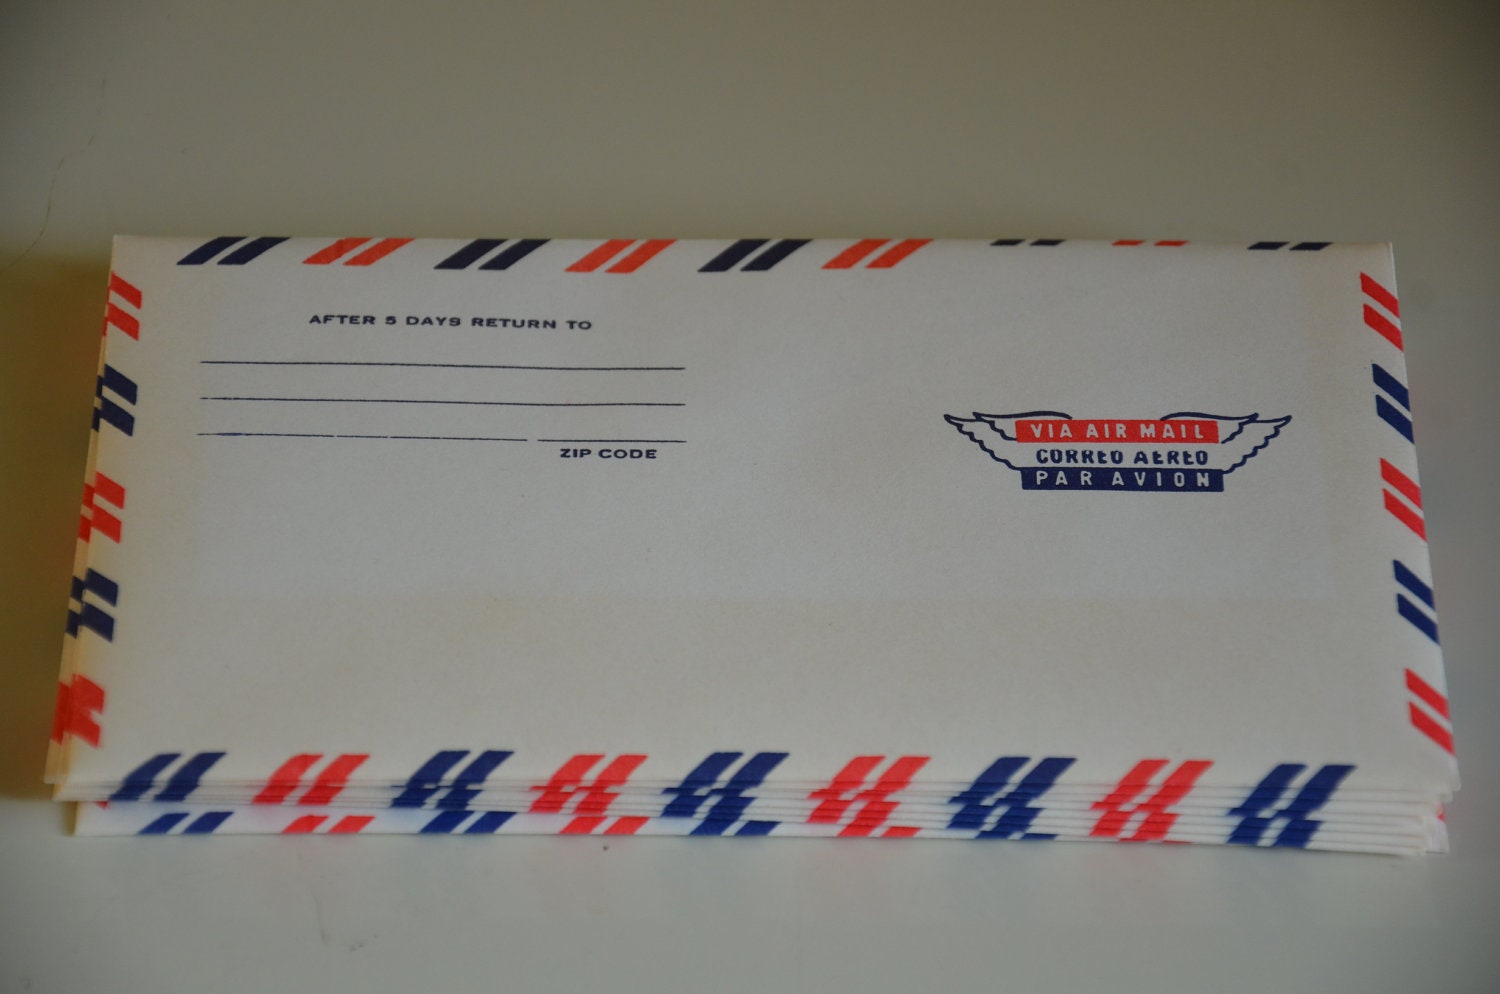 AFTER 5 DAYS RETURN TO
ZIP CODE
VIA AIR MAIL
CORREO AEREO
PAR AVION